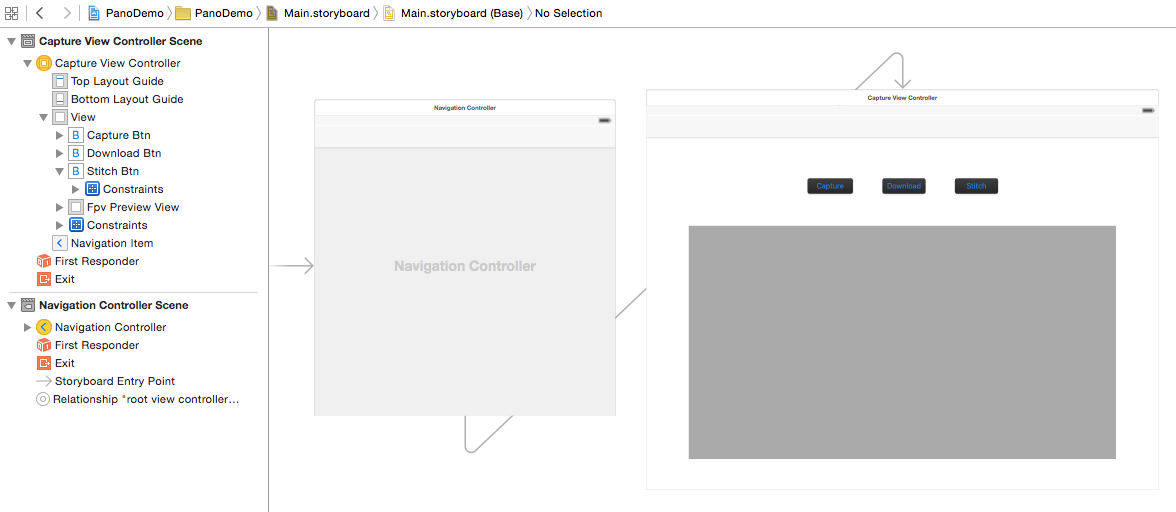 PanoDemo PanoDemo Main.storyboard Main.storyboard (Base) No Selection
Capture View Controller Scene
Capture View Controller
Top Layout Guide
Bottom Layout Guide
View
B Capture Btn
B Download Btn
B Stitch Btn
Constraints
Fpv Preview View
Constraints
Navigation Item
First Responder
Exit
Navigation Controller Scene
Navigation Controller
First Responder
Exit
Storyboard Entry Point
Relationship "root view controller…
Navigation Controller
Navigation Controller
Capture View Controller
Capture Download Stitch